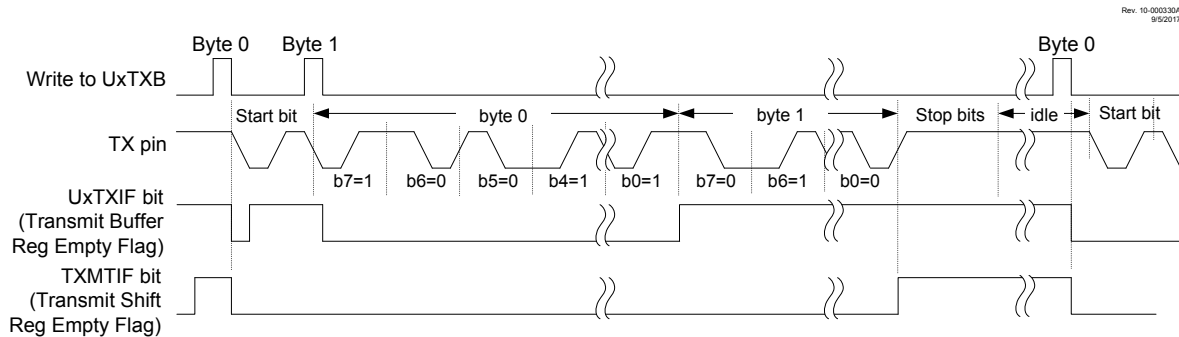 Rev. 10-000330A
9/5/2017
Byte 0 Byte 1 Byte 0
Write to UxTXB
Start bit byte 0 byte 1 Stop bits idle Start bit
TX pin
b7=1 b6=0 b5=0 b4=1 b0=1 b7=0 b6=1 b0=0
UxTXIF bit
(Transmit Buffer
Reg Empty Flag)
TXMTIF bit
(Transmit Shift
Reg Empty Flag)